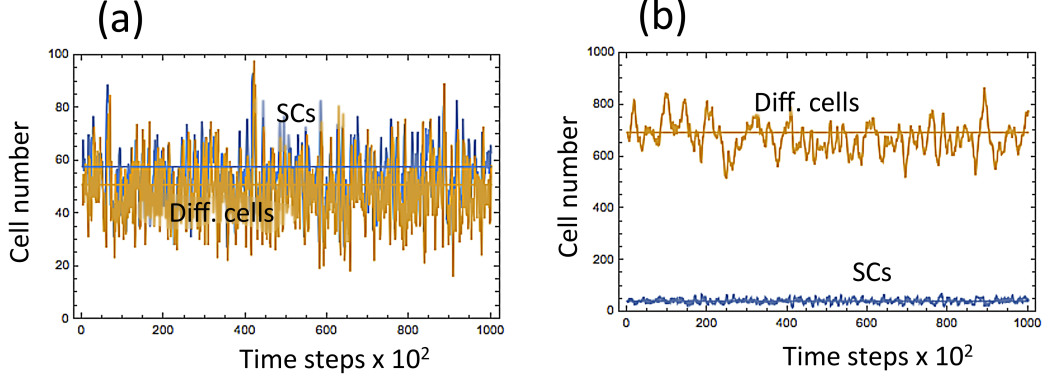 (a)
100
80
60
40
20
0
Cell number
SCs
Diff. cells
0 200 400 600 800 1000
Time steps x 10²
(b)
1000
800
600
400
200
0
Cell number
Diff. cells
SCs
0 200 400 600 800 1000
Time steps x 10²